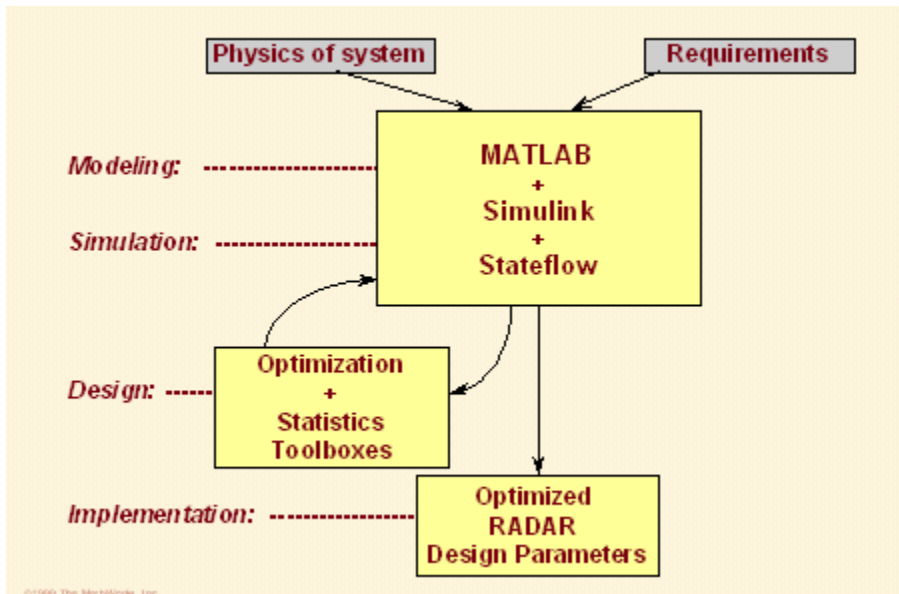 Physics of system
Requirements
MATLAB
+
Simulink
+
Stateflow
Modeling:
Simulation:
Optimization
+
Statistics
Toolboxes
Design:
Optimized
RADAR
Design Parameters
Implementation: